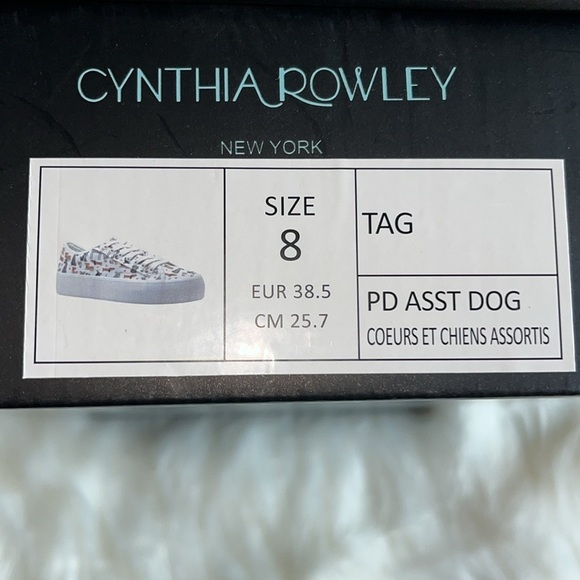 CYNTHIA ROWLEY
NEW YORK
SIZE
8
EUR 38.5
CM 25.7
TAG
PD ASST DOG
COEURS ET CHIENS ASSORTIS